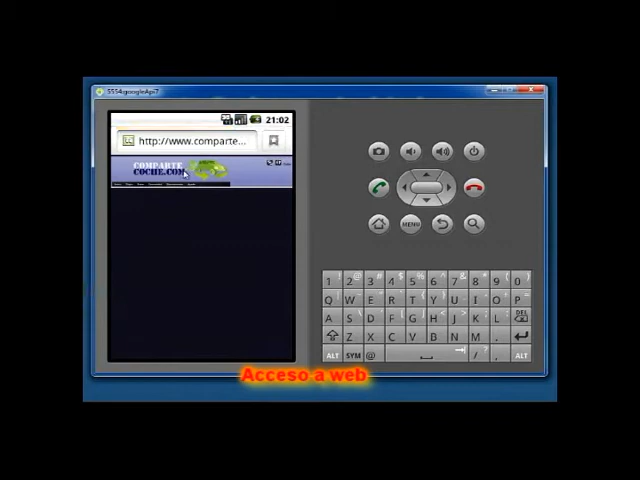 5554:googleApi7
21:02
http://www.comparte...
COMPARTE
COCHE.COM
MENU
1 ! 2 @ 3 # 4 $ 5 % 6 ^ 7 & 8 * 9 ( 0 )
Q W E R T Y U I O P
A S D F G H J K L DEL
Z X C V B N M .
ALT SYM @ / ? , ALT
Acceso a web